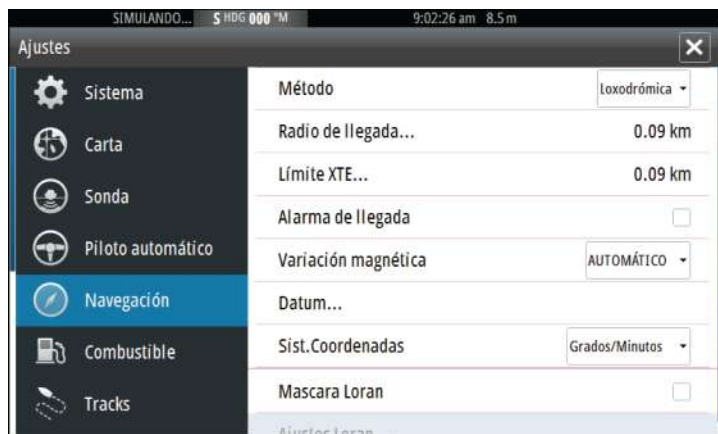 SIMULANDO... S HDG 000 °M 9:02:26 am 8.5 m
Ajustes
Sistema
Carta
Sonda
Piloto automático
Navegación
Combustible
Tracks
Método Loxodrómica
Radio de llegada... 0.09 km
Límite XTE... 0.09 km
Alarma de llegada
Variación magnética AUTOMÁTICO
Datum...
Sist.Coordenadas Grados/Minutos
Mascara Loran
Ajustes Loran...